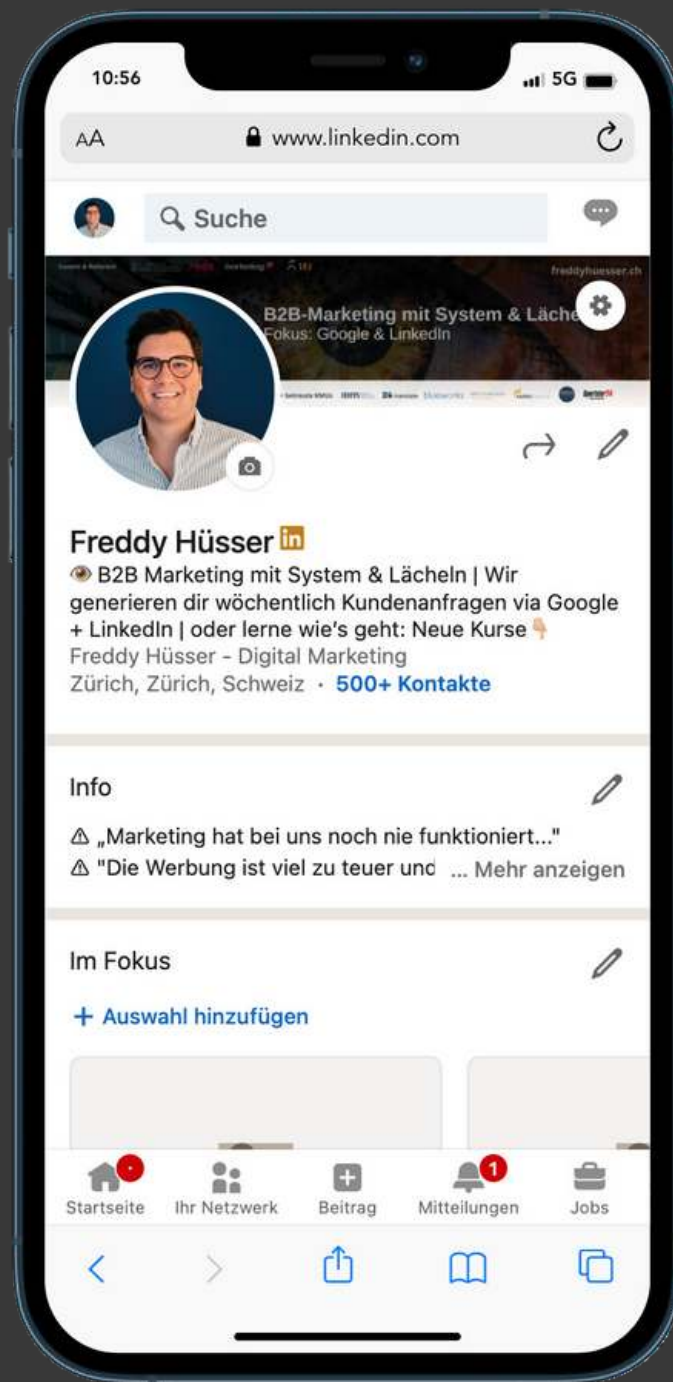 10:56
5G
AA www.linkedin.com
Suche
freddyhuesser.ch
B2B-Marketing mit System & Läche
Fokus: Google & LinkedIn
Freddy Hüsser in
👁 B2B Marketing mit System & Lächeln | Wir
generieren dir wöchentlich Kundenanfragen via Google
+ LinkedIn | oder lerne wie's geht: Neue Kurse 👇🏼
Freddy Hüsser - Digital Marketing
Zürich, Zürich, Schweiz · 500+ Kontakte
Info
⚠ „Marketing hat bei uns noch nie funktioniert..."
⚠ "Die Werbung ist viel zu teuer und ... Mehr anzeigen
Im Fokus
+ Auswahl hinzufügen
1
Startseite Ihr Netzwerk Beitrag Mitteilungen Jobs